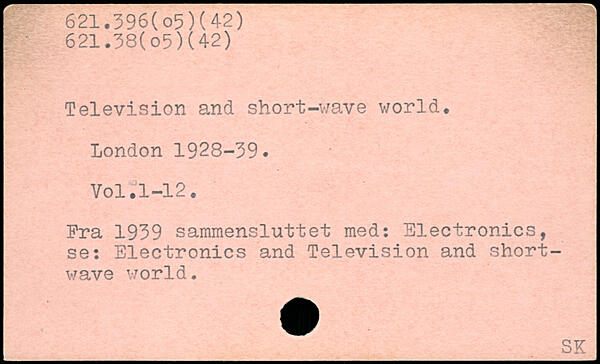 621.396(o5)(42)
621.38(o5)(42)
Television and short-wave world.
London 1928-39.
Vol.1-12.
Fra 1939 sammensluttet med: Electronics,
se: Electronics and Television and short-
wave world.
SK